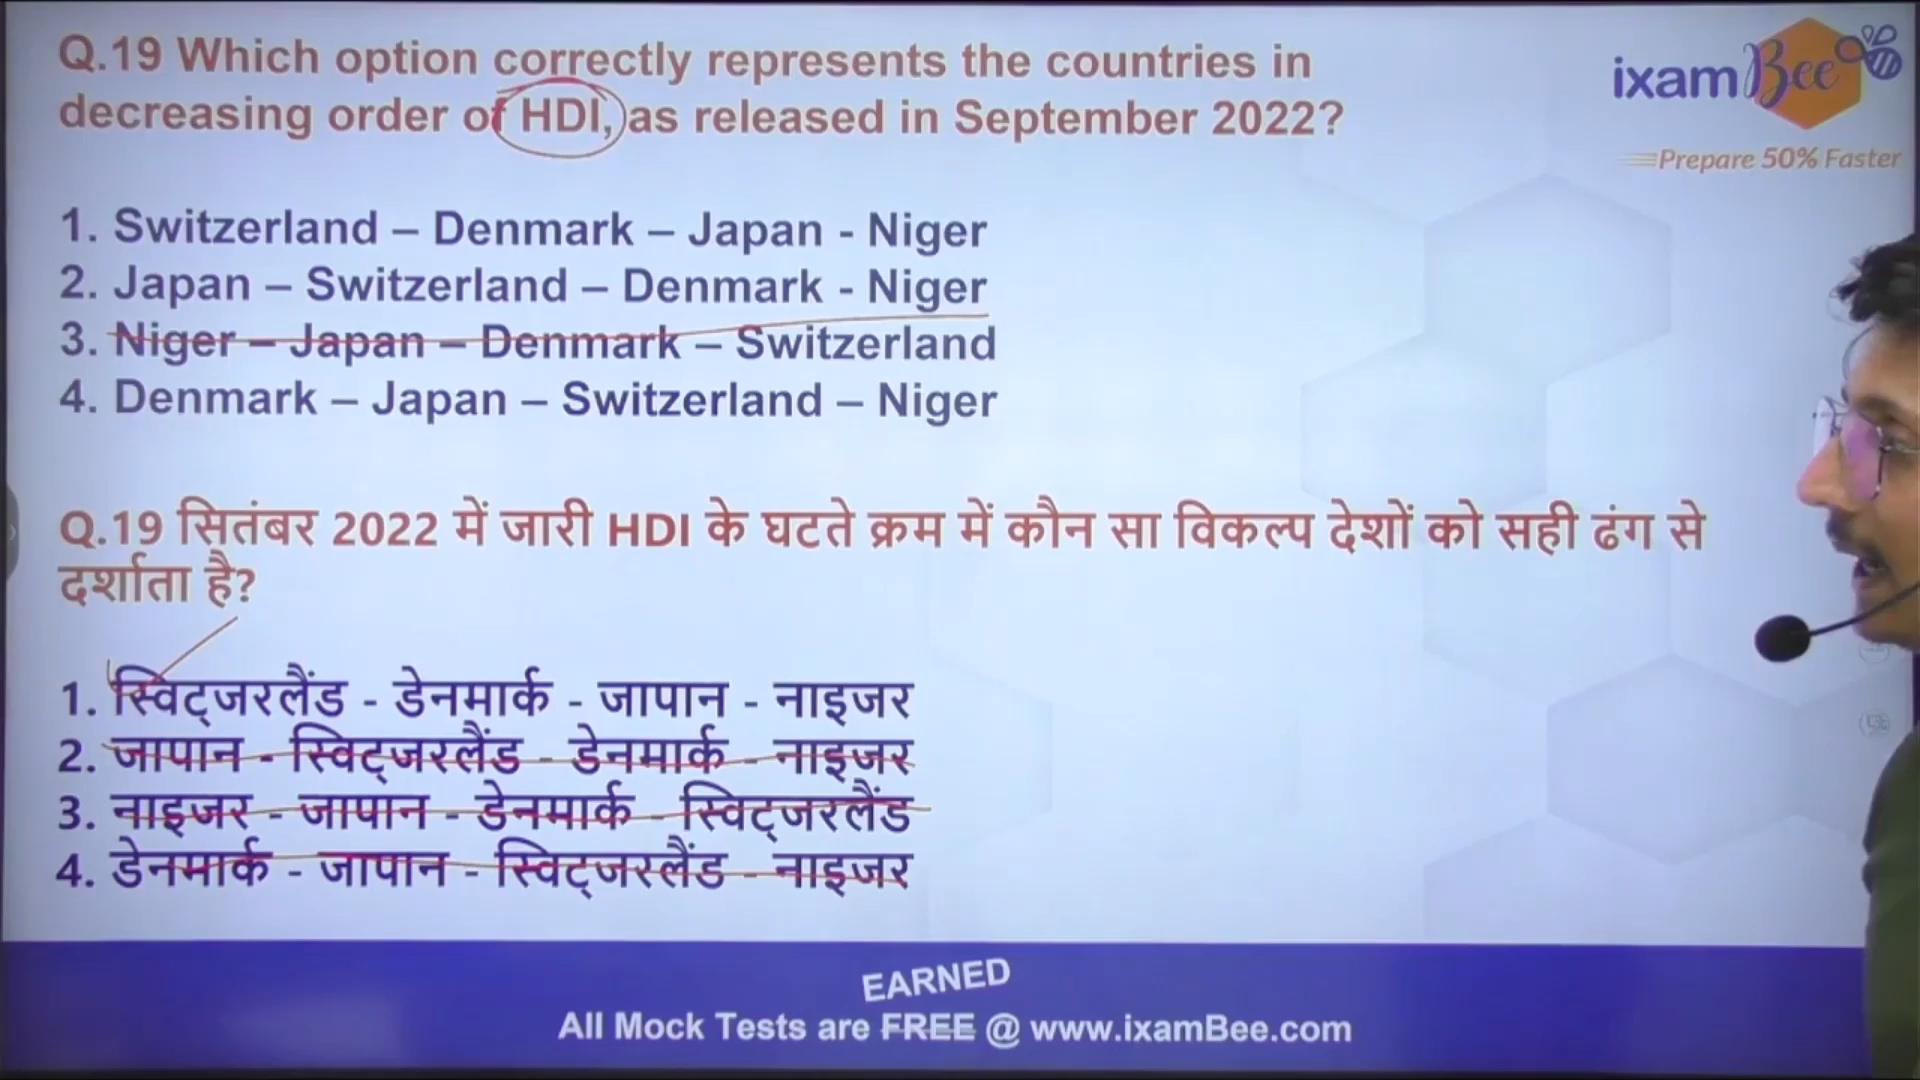 Q.19 Which option correctly represents the countries in
decreasing order of HDI, as released in September 2022?
ixamBee
Prepare 50% Faster
1. Switzerland – Denmark – Japan - Niger
2. Japan – Switzerland – Denmark - Niger
3. Niger – Japan – Denmark – Switzerland
4. Denmark – Japan – Switzerland – Niger
Q.19 सितंबर 2022 में जारी HDI के घटते क्रम में कौन सा विकल्प देशों को सही ढंग से
दर्शाता है?
1. स्विट्जरलैंड - डेनमार्क - जापान - नाइजर
2. जापान - स्विट्जरलैंड - डेनमार्क - नाइजर
3. नाइजर - जापान - डेनमार्क - स्विट्जरलैंड
4. डेनमार्क - जापान - स्विट्जरलैंड - नाइजर
EARNED
All Mock Tests are FREE @ www.ixamBee.com